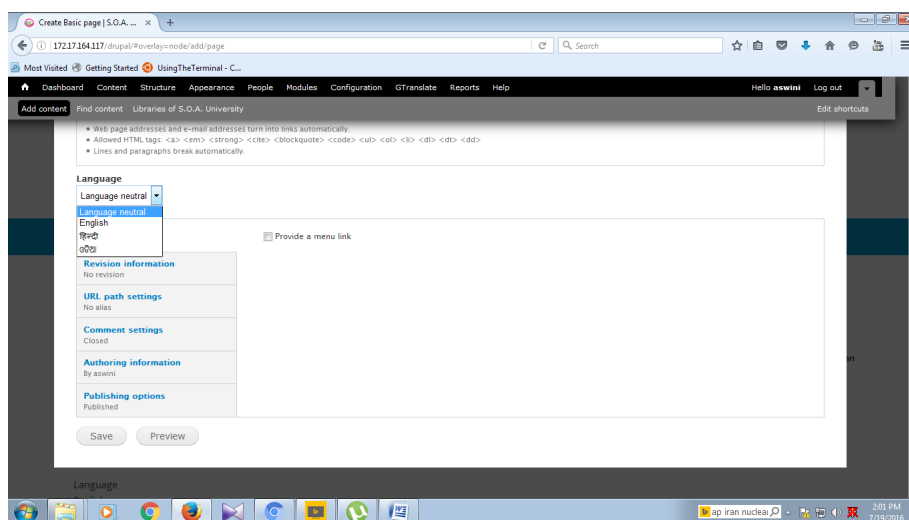 Create Basic page | S.O.A. ...
172.17.164.117/drupal/#overlay=node/add/page
Search
Most Visited Getting Started UsingTheTerminal - C...
Dashboard Content Structure Appearance People Modules Configuration GTranslate Reports Help Hello aswini Log out
Add content Find content Libraries of S.O.A. University Edit shortcuts
Web page addresses and e-mail addresses turn into links automatically.
Allowed HTML tags: <a> <em> <strong> <cite> <blockquote> <code> <ul> <ol> <li> <dl> <dt> <dd>
Lines and paragraphs break automatically.
Language
Language neutral
Language neutral
English
हिन्दी
ଓଡ଼ିଆ
Provide a menu link
Revision information
No revision
URL path settings
No alias
Comment settings
Closed
Authoring information
By aswini
Publishing options
Published
Save Preview
Language
ap iran nuclear
2:01 PM
7/19/2016